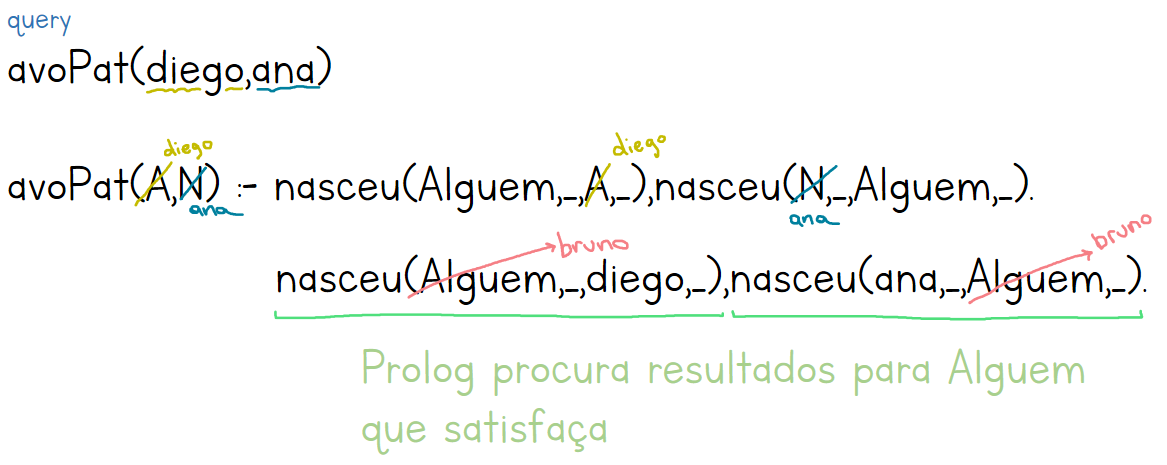 query
avoPat(diego,ana)
diego
diego
avoPat(A,N) :- nasceu(Alguem,_,A,_),nasceu(N,_,Alguem,_).
ana
ana
bruno
bruno
nasceu(Alguem,_,diego,_),nasceu(ana,_,Alguem,_).
Prolog procura resultados para Alguem
que satisfaça